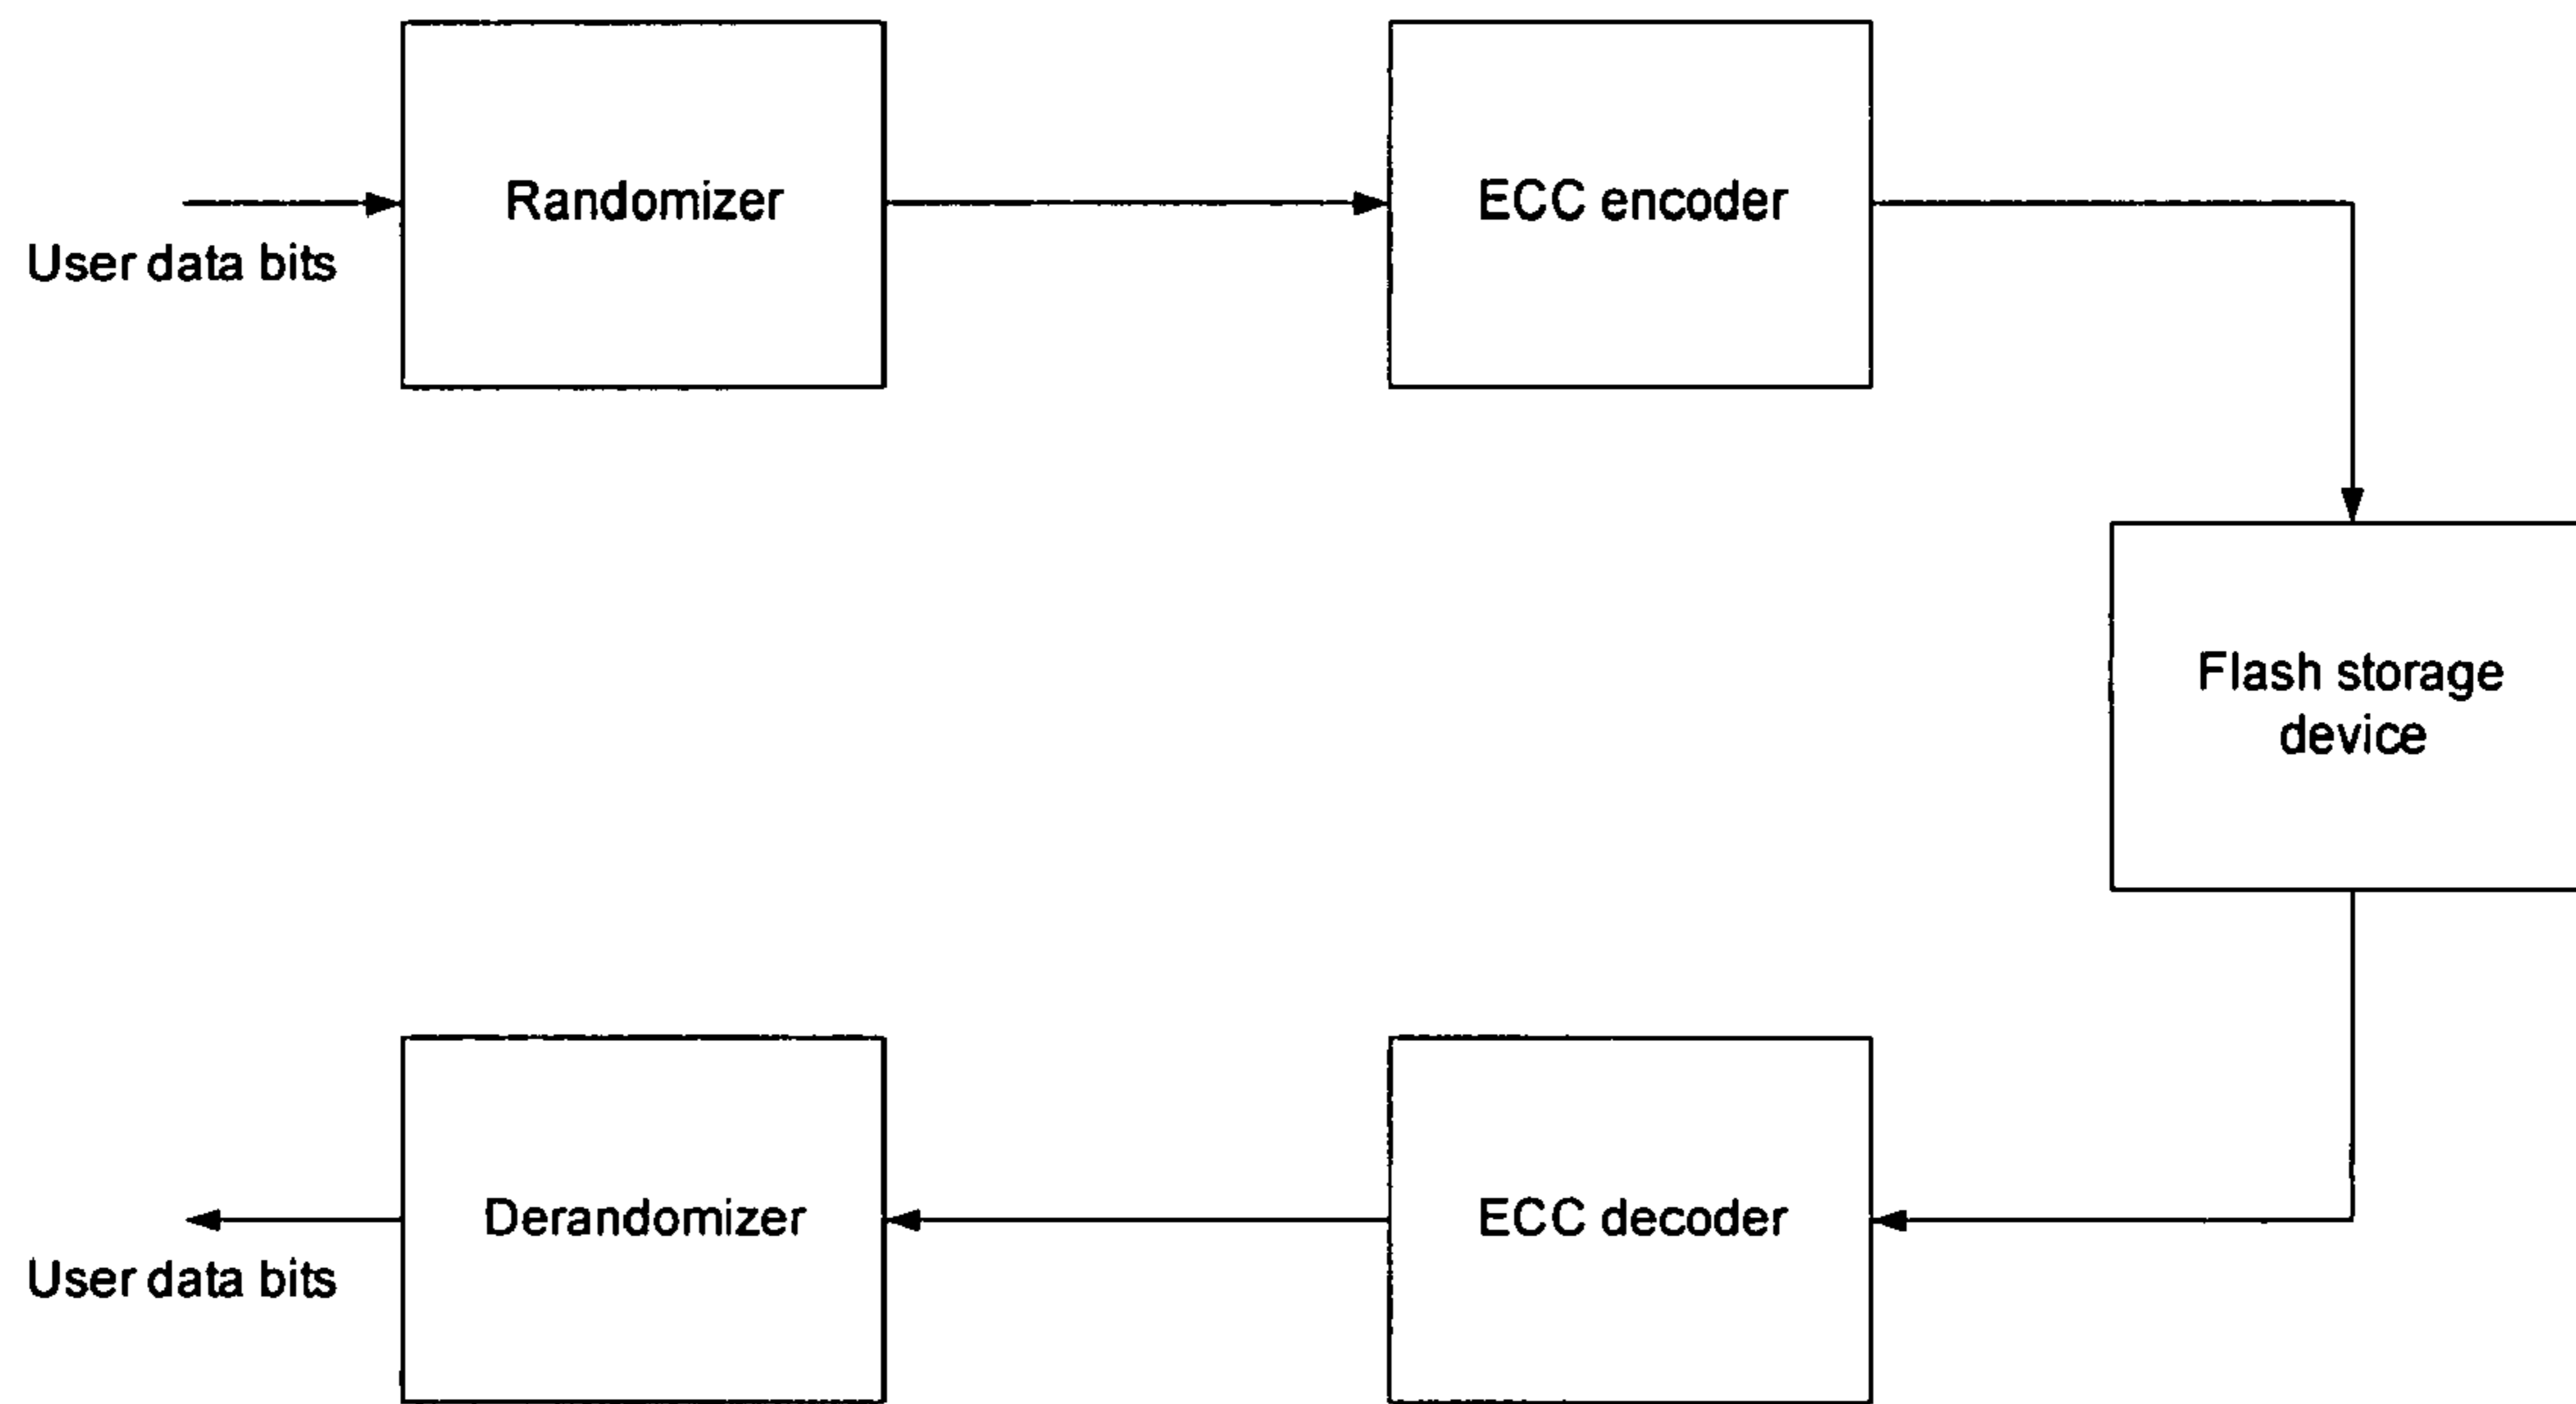 Randomizer
ECC encoder
User data bits
Flash storage
device
Derandomizer
ECC decoder
User data bits